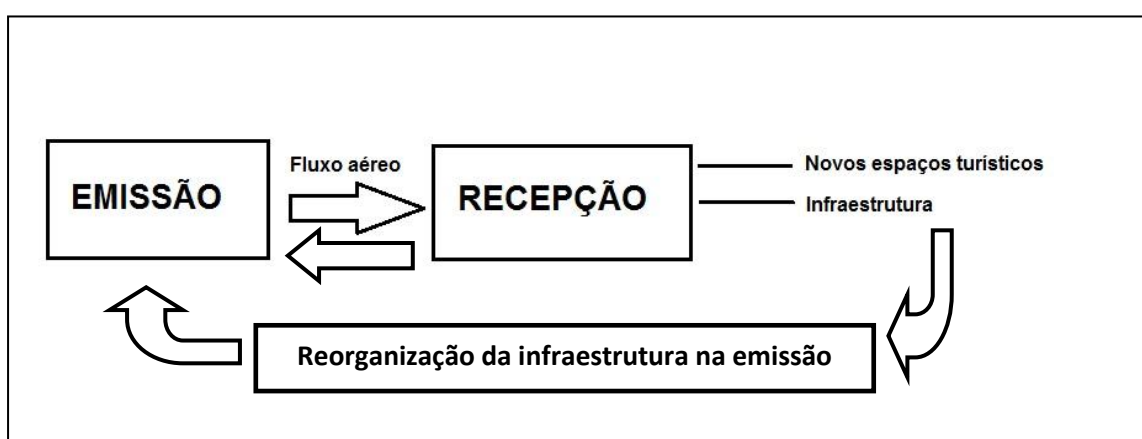 EMISSÃO
Fluxo aéreo
RECEPÇÃO
Novos espaços turísticos
Infraestrutura
Reorganização da infraestrutura na emissão